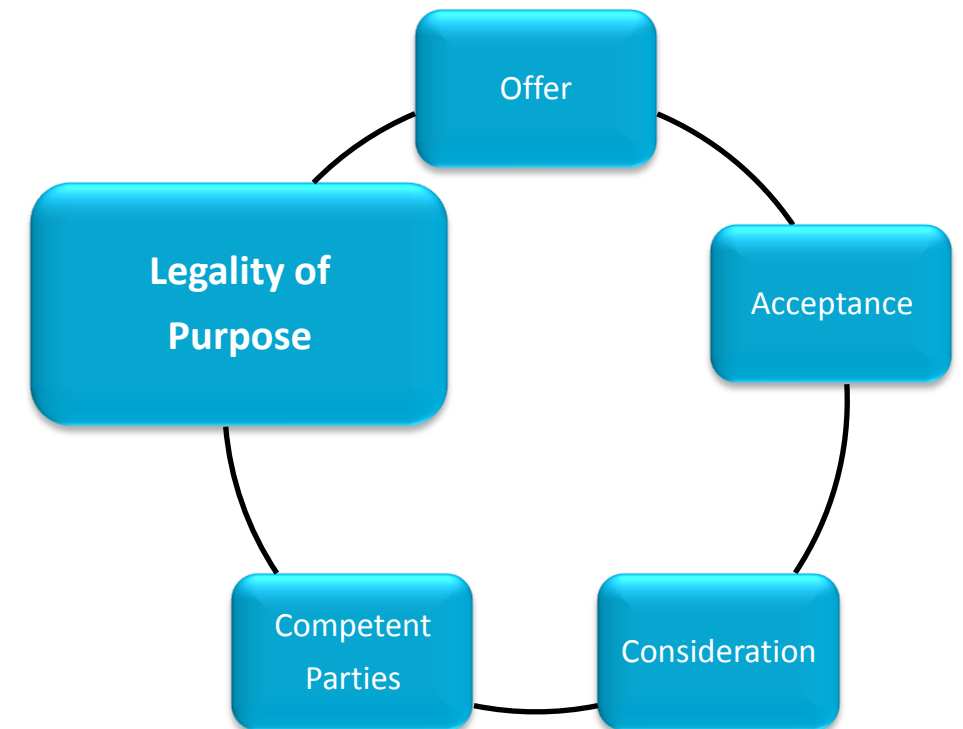 Offer
Legality of
Purpose
Acceptance
Competent
Parties
Consideration